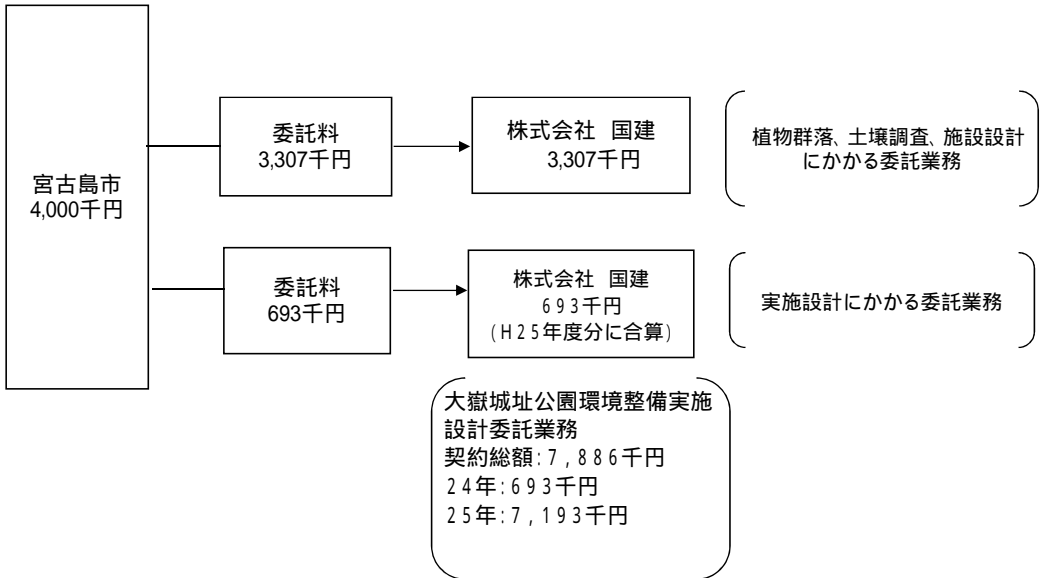 宮古島市
4,000千円
委託料
3,307千円
株式会社 国建
3,307千円
植物群落、土壌調査、施設設計
にかかる委託業務
委託料
693千円
株式会社 国建
693千円
(H25年度分に合算)
実施設計にかかる委託業務
大嶽城址公園環境整備実施
設計委託業務
契約総額:7,886千円
24年:693千円
25年:7,193千円